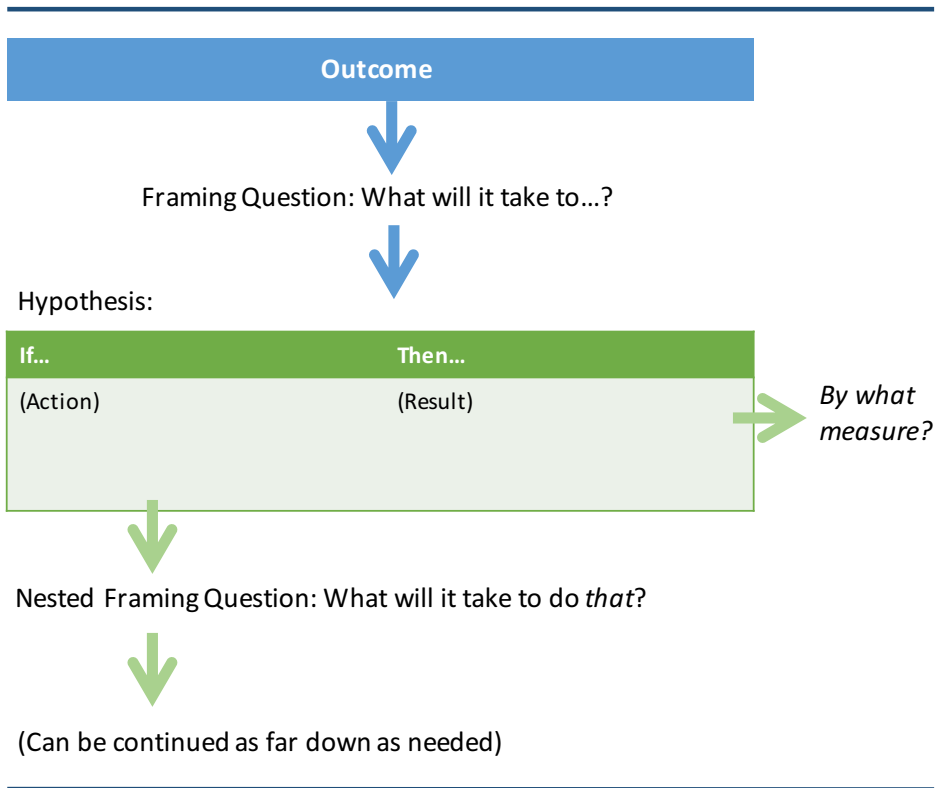 Outcome
Framing Question: What will it take to…?
Hypothesis:
If… Then…
(Action) (Result)
By what
measure?
Nested Framing Question: What will it take to do that?
(Can be continued as far down as needed)